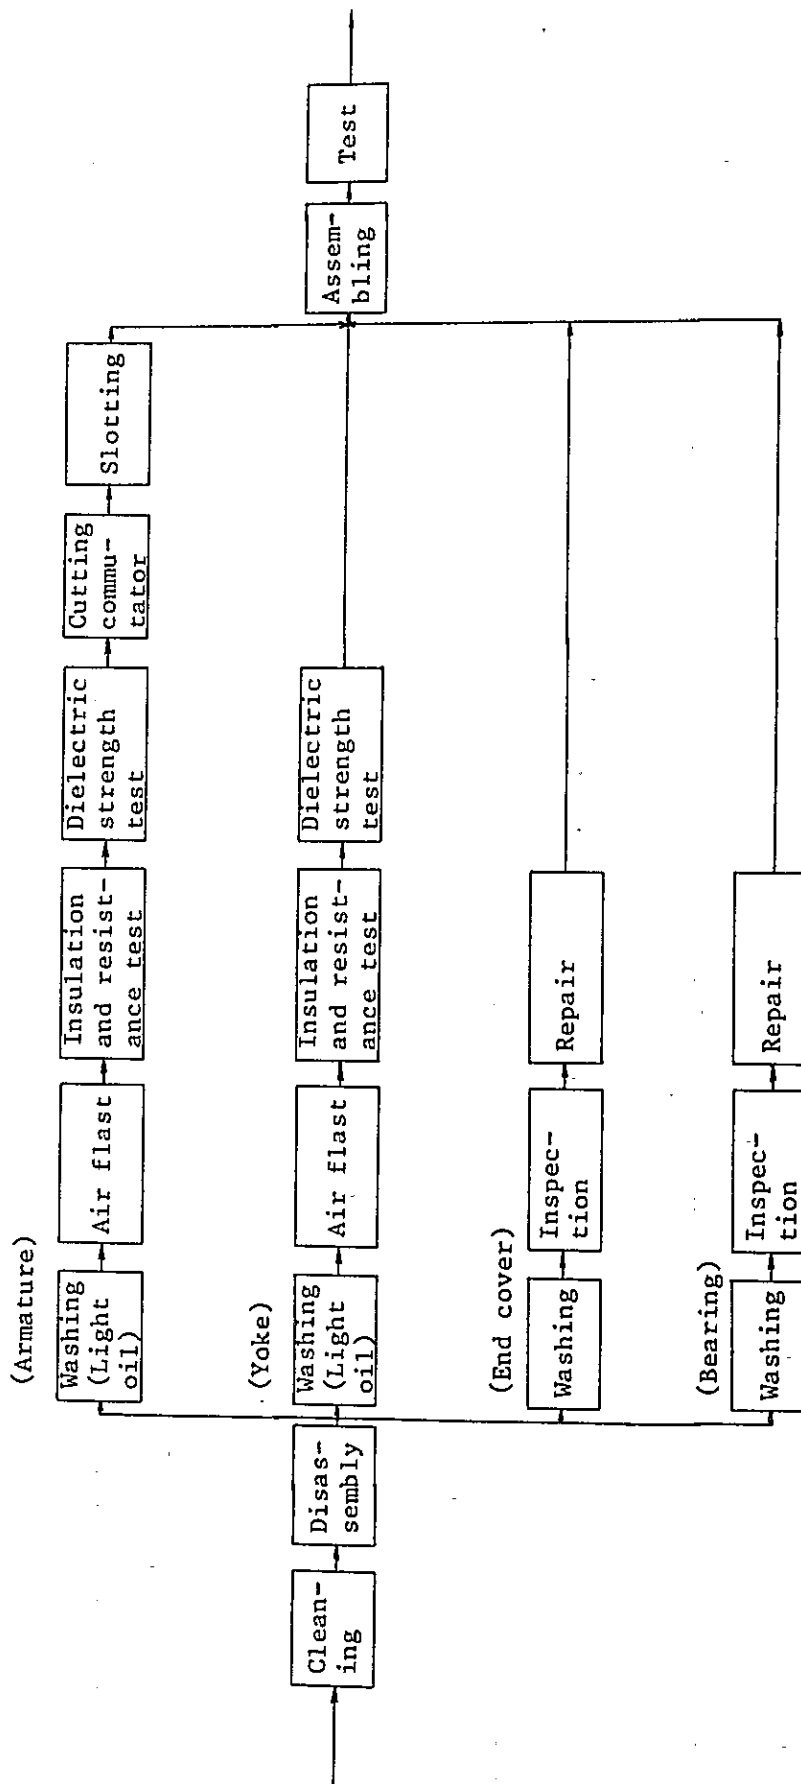 Clean-
ing
Disas-
sembly
(Armature)
Washing
(Light
oil)
Air flast
Insulation
and resist-
ance test
Dielectric
strength
test
Cutting
commu-
tator
Slotting
(Yoke)
Washing
(Light
oil)
Air flast
Insulation
and resist-
ance test
Dielectric
strength
test
(End cover)
Washing
Inspec-
tion
Repair
(Bearing)
Washing
Inspec-
tion
Repair
Assem-
bling
Test